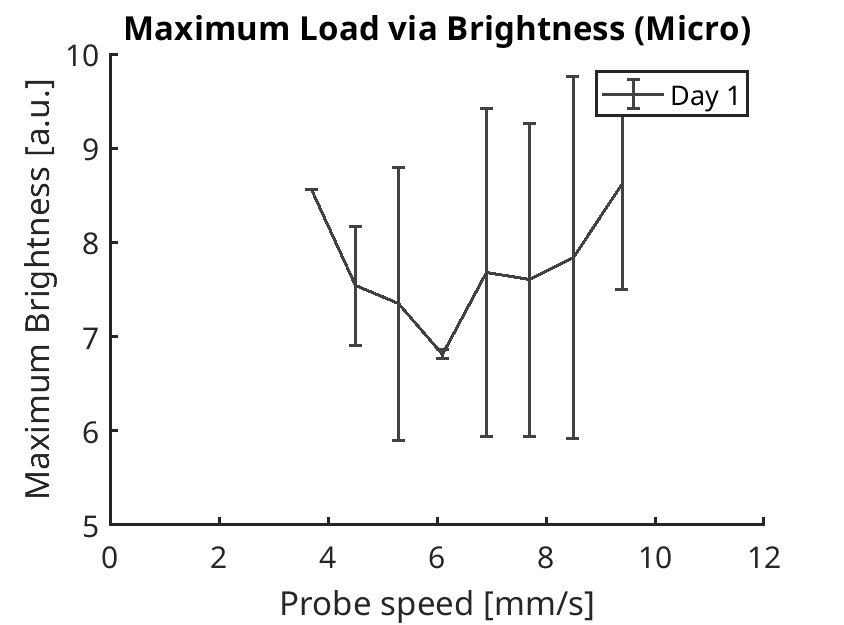 Maximum Load via Brightness (Micro)
Maximum Brightness [a.u.]
10
9
8
7
6
5
Day 1
0 2 4 6 8 10 12
Probe speed [mm/s]